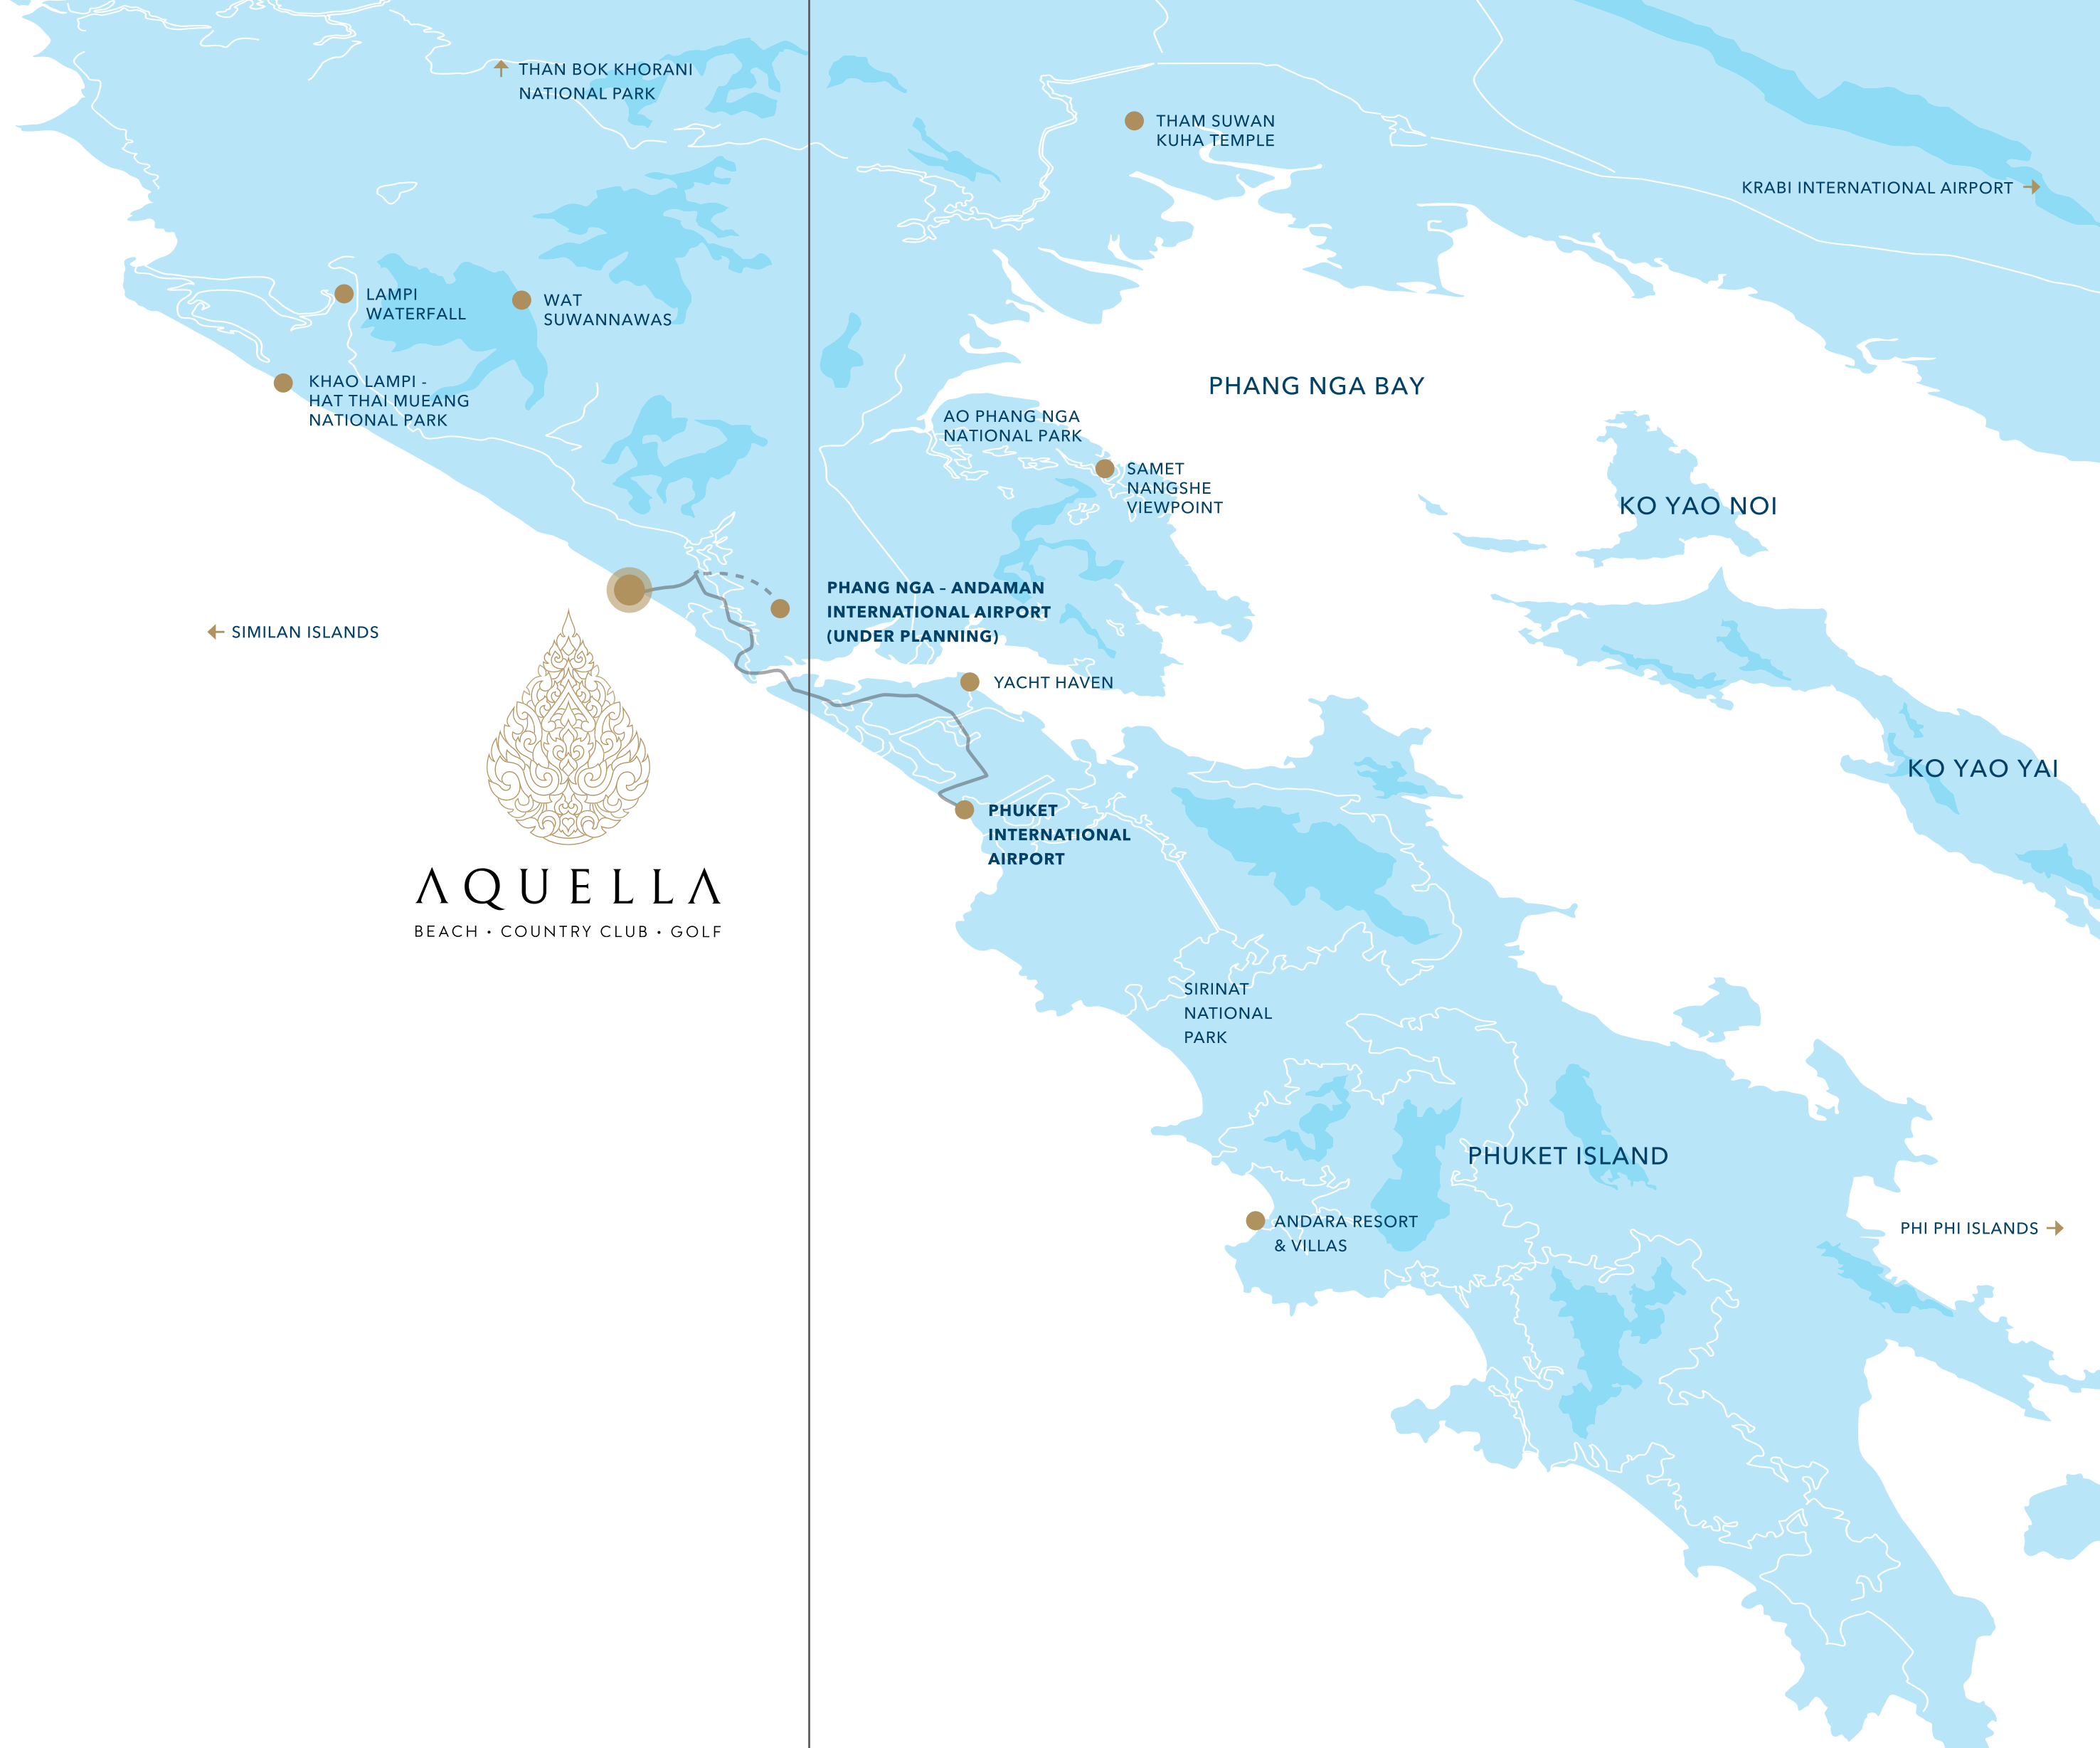 THAN BOK KHORANI
NATIONAL PARK
THAM SUWAN
KUHA TEMPLE
KRABI INTERNATIONAL AIRPORT
LAMPI
WATERFALL
WAT
SUWANNAWAS
KHAO LAMPI -
HAT THAI MUEANG
NATIONAL PARK
PHANG NGA BAY
AO PHANG NGA
NATIONAL PARK
SAMET
NANGSHE
VIEWPOINT
KO YAO NOI
PHANG NGA – ANDAMAN
INTERNATIONAL AIRPORT
(UNDER PLANNING)
SIMILAN ISLANDS
YACHT HAVEN
KO YAO YAI
PHUKET
INTERNATIONAL
AIRPORT
AQUELLA
BEACH • COUNTRY CLUB • GOLF
SIRINAT
NATIONAL
PARK
PHUKET ISLAND
ANDARA RESORT
& VILLAS
PHI PHI ISLANDS